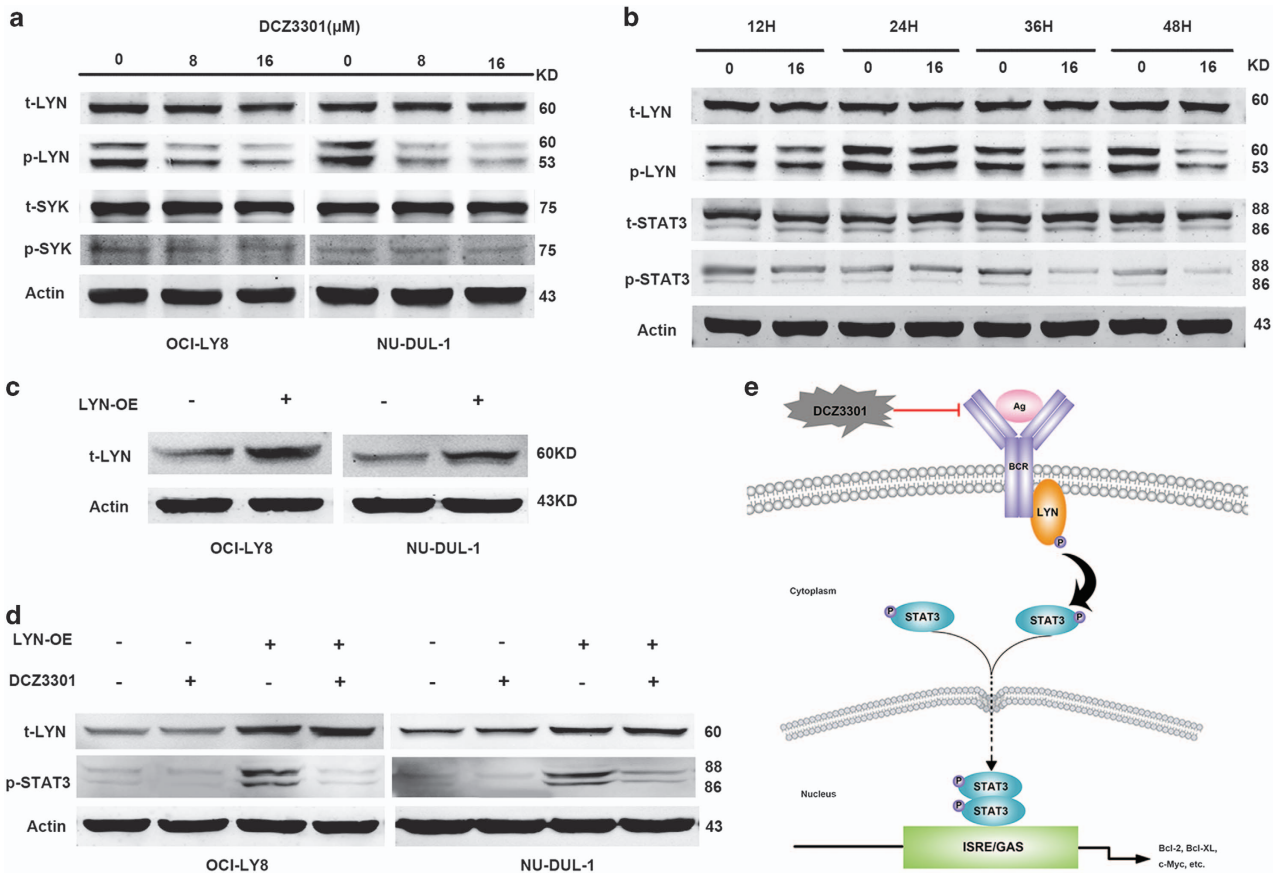 a
DCZ3301(μM)
0 8 16 0 8 16
KD
t-LYN 60
p-LYN 60
53
t-SYK 75
p-SYK 75
Actin 43
OCI-LY8 NU-DUL-1
b
12H 24H 36H 48H
0 16 0 16 0 16 0 16 KD
t-LYN 60
p-LYN 60
53
t-STAT3 88
86
p-STAT3 88
86
Actin 43
c
LYN-OE - + - +
t-LYN 60KD
Actin 43KD
OCI-LY8 NU-DUL-1
d
LYN-OE - - + + - - + +
DCZ3301 - + - + - + - +
t-LYN 60
p-STAT3 88
86
Actin 43
OCI-LY8 NU-DUL-1
e
DCZ3301
Ag
BCR
LYN
P
Cytoplasm
P STAT3 STAT3 P
Nucleus
P STAT3
P STAT3
ISRE/GAS
Bcl-2, Bcl-XL,
c-Myc, etc.